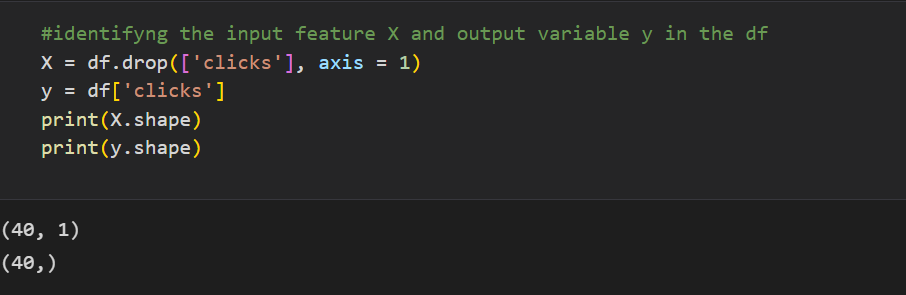 #identifyng the input feature X and output variable y in the df
X = df.drop(['clicks'], axis = 1)
y = df['clicks']
print(X.shape)
print(y.shape)
(40, 1)
(40,)